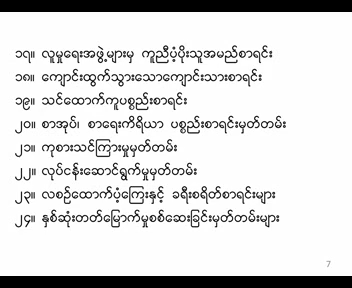 ၁၇။ လူမှုရေးအဖွဲ့များမှ ကူညီပံ့ပိုးသူအမည်စာရင်း
၁၈။ ကျောင်းထွက်သွားသောကျောင်းသားစာရင်း
၁၉။ သင်ထောက်ကူပစ္စည်းစာရင်း
၂၀။ စာအုပ်၊ စာရေးကိရိယာ ပစ္စည်းစာရင်းမှတ်တမ်း
၂၁။ ကုစားသင်ကြားမှုမှတ်တမ်း
၂၂။ လုပ်ငန်းဆောင်ရွက်မှုမှတ်တမ်း
၂၃။ လစဉ်ထောက်ပံ့ကြေးနှင့် ခရီးစရိတ်စာရင်းများ
၂၄။ နှစ်ဆုံးတတ်မြောက်မှုစစ်ဆေးခြင်းမှတ်တမ်းများ
7